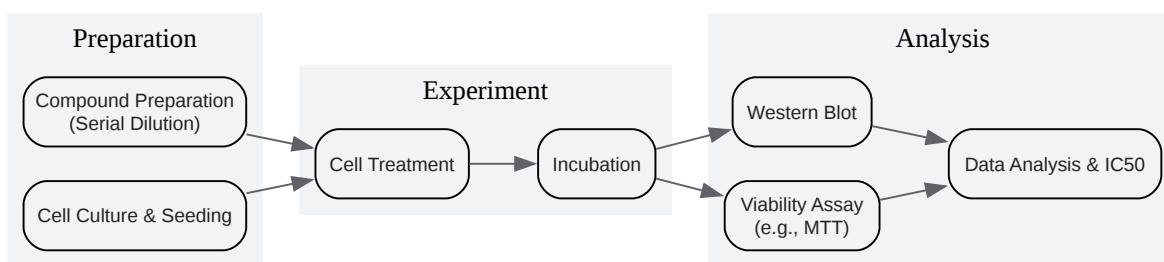 Preparation
Compound Preparation
(Serial Dilution)
Cell Culture & Seeding
Experiment
Cell Treatment
Incubation
Analysis
Western Blot
Viability Assay
(e.g., MTT)
Data Analysis & IC50